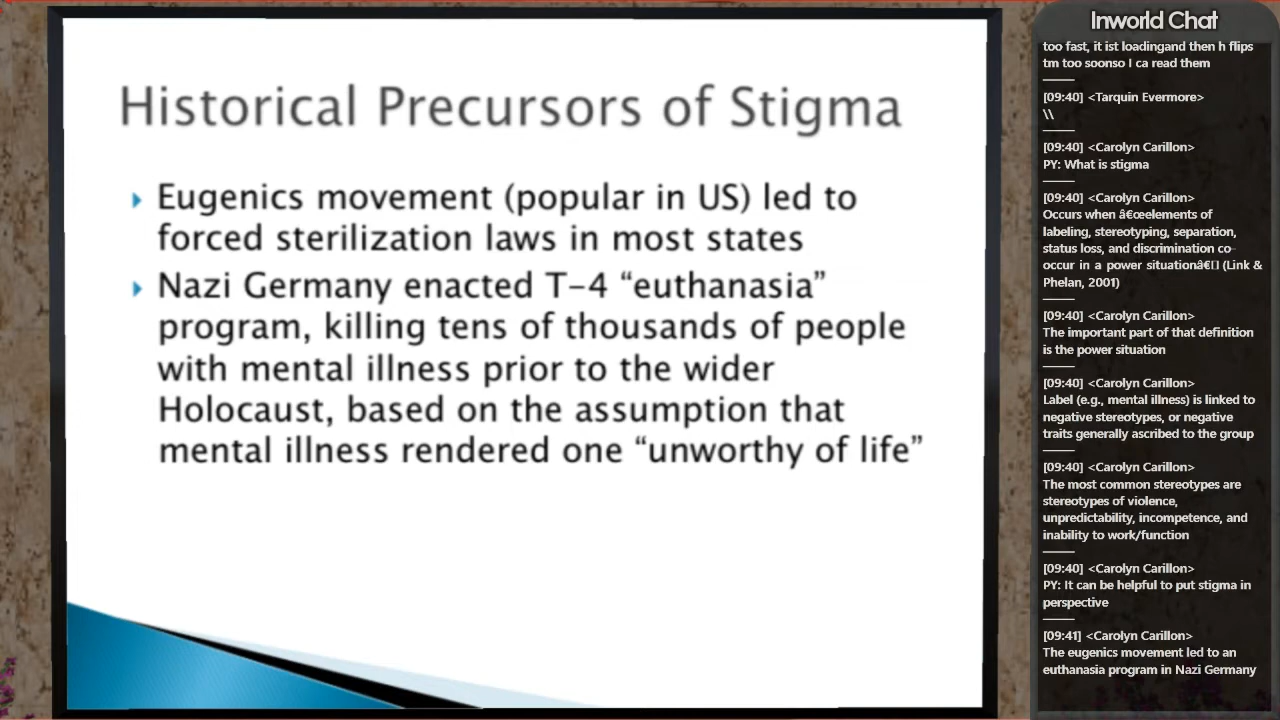 Historical Precursors of Stigma
Eugenics movement (popular in US) led to
forced sterilization laws in most states
Nazi Germany enacted T-4 “euthanasia”
program, killing tens of thousands of people
with mental illness prior to the wider
Holocaust, based on the assumption that
mental illness rendered one “unworthy of life”
Inworld Chat
too fast, it ist loadingand then h flips
tm too soonso I ca read them
[09:40] <Tarquin Evermore>
\\
[09:40] <Carolyn Carillon>
PY: What is stigma
[09:40] <Carolyn Carillon>
Occurs when â€œelements of
labeling, stereotyping, separation,
status loss, and discrimination co-
occur in a power situationâ€▯ (Link &
Phelan, 2001)
[09:40] <Carolyn Carillon>
The important part of that definition
is the power situation
[09:40] <Carolyn Carillon>
Label (e.g., mental illness) is linked to
negative stereotypes, or negative
traits generally ascribed to the group
[09:40] <Carolyn Carillon>
The most common stereotypes are
stereotypes of violence,
unpredictability, incompetence, and
inability to work/function
[09:40] <Carolyn Carillon>
PY: It can be helpful to put stigma in
perspective
[09:41] <Carolyn Carillon>
The eugenics movement led to an
euthanasia program in Nazi Germany